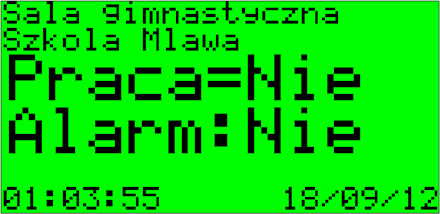 Sala gimnastyczna
Szkola Mlawa
Praca=Nie
Alarm:Nie
01:03:55 18/09/12